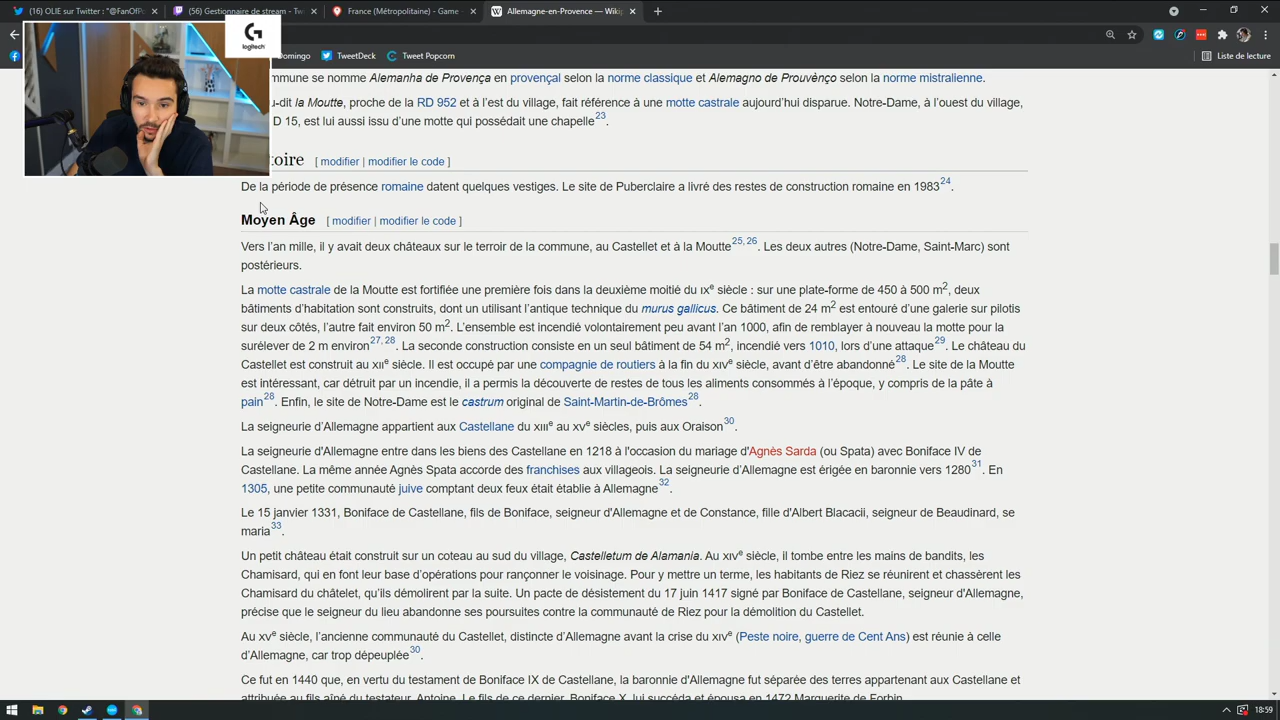 (16) OLIE sur Twitter : "@FanOfP
(56) Gestionnaire de stream - Tw
France (Métropolitaine) - Game
Allemagne-en-Provence — Wikip
Domingo
TweetDeck
Copy Tweet Popcorn
Liste de lecture
logitech
mmune se nomme Alemanha de Provença en provençal selon la norme classique et Alemagno de Prouvènço selon la norme mistralienne.
u-dit la Moutte, proche de la RD 952 et à l'est du village, fait référence à une motte castrale aujourd'hui disparue. Notre-Dame, à l'ouest du village,
D 15, est lui aussi issu d'une motte qui possédait une chapelle23.
toire [ modifier | modifier le code ]
De la période de présence romaine datent quelques vestiges. Le site de Puberclaire a livré des restes de construction romaine en 198324.
Moyen Âge [ modifier | modifier le code ]
Vers l'an mille, il y avait deux châteaux sur le terroir de la commune, au Castellet et à la Moutte25, 26. Les deux autres (Notre-Dame, Saint-Marc) sont
postérieurs.
La motte castrale de la Moutte est fortifiée une première fois dans la deuxième moitié du IXe siècle : sur une plate-forme de 450 à 500 m2, deux
bâtiments d'habitation sont construits, dont un utilisant l'antique technique du murus gallicus. Ce bâtiment de 24 m2 est entouré d'une galerie sur pilotis
sur deux côtés, l'autre fait environ 50 m2. L'ensemble est incendié volontairement peu avant l'an 1000, afin de remblayer à nouveau la motte pour la
surélever de 2 m environ27, 28. La seconde construction consiste en un seul bâtiment de 54 m2, incendié vers 1010, lors d'une attaque29. Le château du
Castellet est construit au XIIe siècle. Il est occupé par une compagnie de routiers à la fin du XIVe siècle, avant d'être abandonné28. Le site de la Moutte
est intéressant, car détruit par un incendie, il a permis la découverte de restes de tous les aliments consommés à l'époque, y compris de la pâte à
pain28. Enfin, le site de Notre-Dame est le castrum original de Saint-Martin-de-Brômes28.
La seigneurie d'Allemagne appartient aux Castellane du XIIIe au XVe siècles, puis aux Oraison30.
La seigneurie d'Allemagne entre dans les biens des Castellane en 1218 à l'occasion du mariage d'Agnès Sarda (ou Spata) avec Boniface IV de
Castellane. La même année Agnès Spata accorde des franchises aux villageois. La seigneurie d'Allemagne est érigée en baronnie vers 128031. En
1305, une petite communauté juive comptant deux feux était établie à Allemagne32.
Le 15 janvier 1331, Boniface de Castellane, fils de Boniface, seigneur d'Allemagne et de Constance, fille d'Albert Blacacii, seigneur de Beaudinard, se
maria33.
Un petit château était construit sur un coteau au sud du village, Castelletum de Alamania. Au XIVe siècle, il tombe entre les mains de bandits, les
Chamisard, qui en font leur base d'opérations pour rançonner le voisinage. Pour y mettre un terme, les habitants de Riez se réunirent et chassèrent les
Chamisard du châtelet, qu'ils démolirent par la suite. Un pacte de désistement du 17 juin 1417 signé par Boniface de Castellane, seigneur d'Allemagne,
précise que le seigneur du lieu abandonne ses poursuites contre la communauté de Riez pour la démolition du Castellet.
Au XVe siècle, l'ancienne communauté du Castellet, distincte d'Allemagne avant la crise du XIVe (Peste noire, guerre de Cent Ans) est réunie à celle
d'Allemagne, car trop dépeuplée30.
Ce fut en 1440 que, en vertu du testament de Boniface IX de Castellane, la baronnie d'Allemagne fut séparée des terres appartenant aux Castellane et
attribuée au fils aîné du testateur, Antoine. Le fils de ce dernier, Boniface X, lui succéda et épousa en 1472 Marguerite de Forbin.
18:59